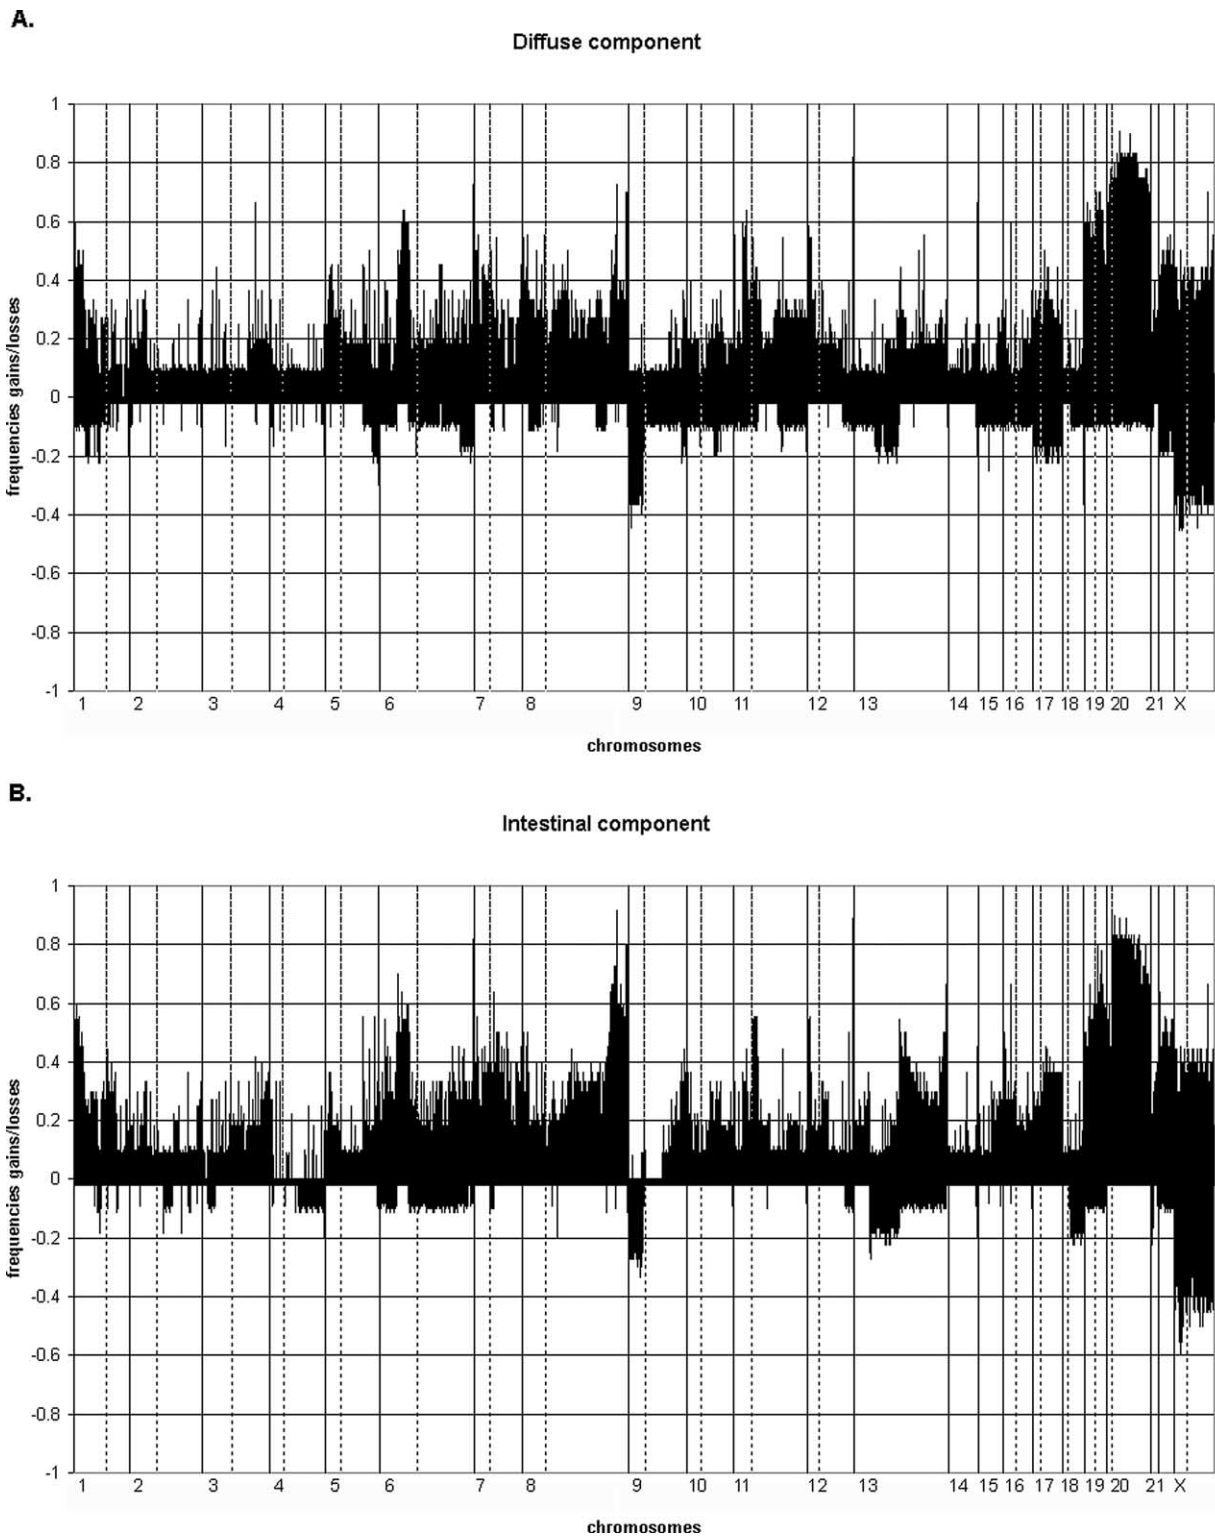 A.
Diffuse component
frequencies gains/losses
1
0.8
0.6
0.4
0.2
0
-0.2
-0.4
-0.6
-0.8
-1
1 2 3 4 5 6 7 8 9 10 11 12 13 14 15 16 17 18 19 20 21 X
chromosomes
B.
Intestinal component
frequencies gains/losses
1
0.8
0.6
0.4
0.2
0
-0.2
-0.4
-0.6
-0.8
-1
1 2 3 4 5 6 7 8 9 10 11 12 13 14 15 16 17 18 19 20 21 X
chromosomes